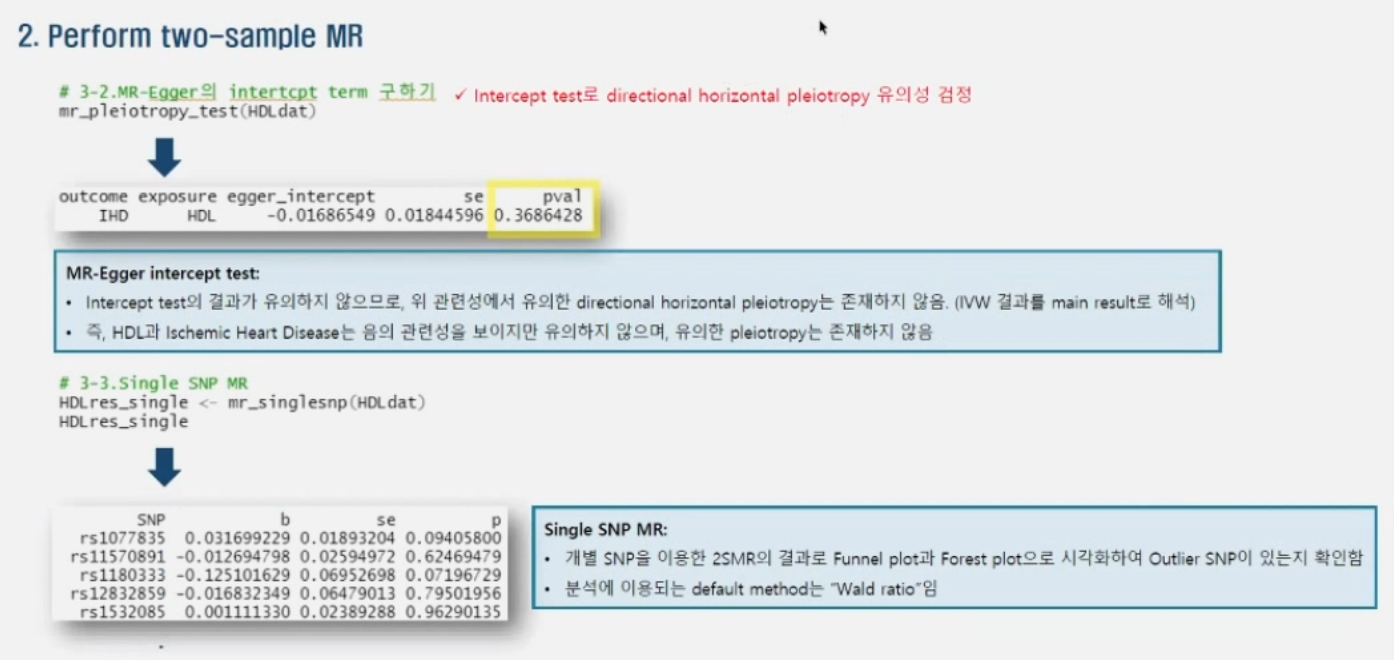 2. Perform two-sample MR
# 3-2.MR-Egger의 intertcpt term 구하기 ✓ Intercept test로 directional horizontal pleiotropy 유의성 검정
mr_pleiotropy_test(HDLdat)
outcome exposure egger_intercept se pval
IHD HDL -0.01686549 0.01844596 0.3686428
MR-Egger intercept test:
• Intercept test의 결과가 유의하지 않으므로, 위 관련성에서 유의한 directional horizontal pleiotropy는 존재하지 않음. (IVW 결과를 main result로 해석)
• 즉, HDL과 Ischemic Heart Disease는 음의 관련성을 보이지만 유의하지 않으며, 유의한 pleiotropy는 존재하지 않음
# 3-3.Single SNP MR
HDLres_single <- mr_singlesnp(HDLdat)
HDLres_single
SNP b se p
rs1077835 0.031699229 0.01893204 0.09405800
rs11570891 -0.012694798 0.02594972 0.62469479
rs1180333 -0.125101629 0.06952698 0.07196729
rs12832859 -0.016832349 0.06479013 0.79501956
rs1532085 0.001111330 0.02389288 0.96290135
Single SNP MR:
• 개별 SNP을 이용한 2SMR의 결과로 Funnel plot과 Forest plot으로 시각화하여 Outlier SNP이 있는지 확인함
• 분석에 이용되는 default method는 “Wald ratio”임